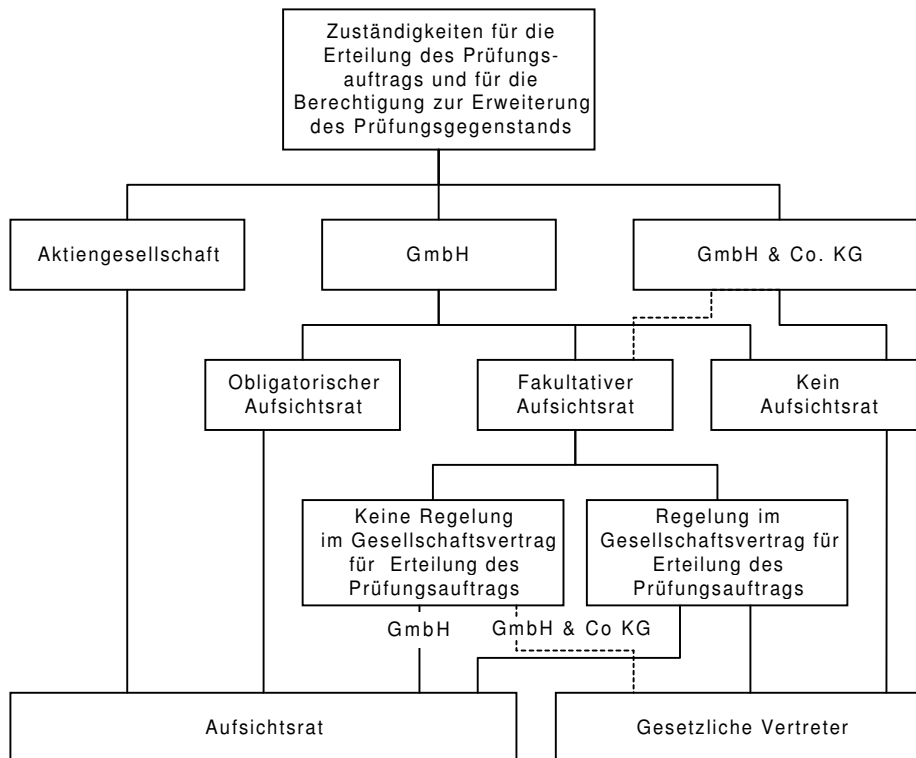 Zuständigkeiten für die
Erteilung des Prüfungs-
auftrags und für die
Berechtigung zur Erweiterung
des Prüfungsgegenstands
Aktiengesellschaft
GmbH
GmbH & Co. KG
Obligatorischer
Aufsichtsrat
Fakultativer
Aufsichtsrat
Kein
Aufsichtsrat
Keine Regelung
im Gesellschaftsvertrag
für Erteilung des
Prüfungsauftrags
Regelung im
Gesellschaftsvertrag für
Erteilung des
Prüfungsauftrags
GmbH
GmbH & Co KG
Aufsichtsrat
Gesetzliche Vertreter